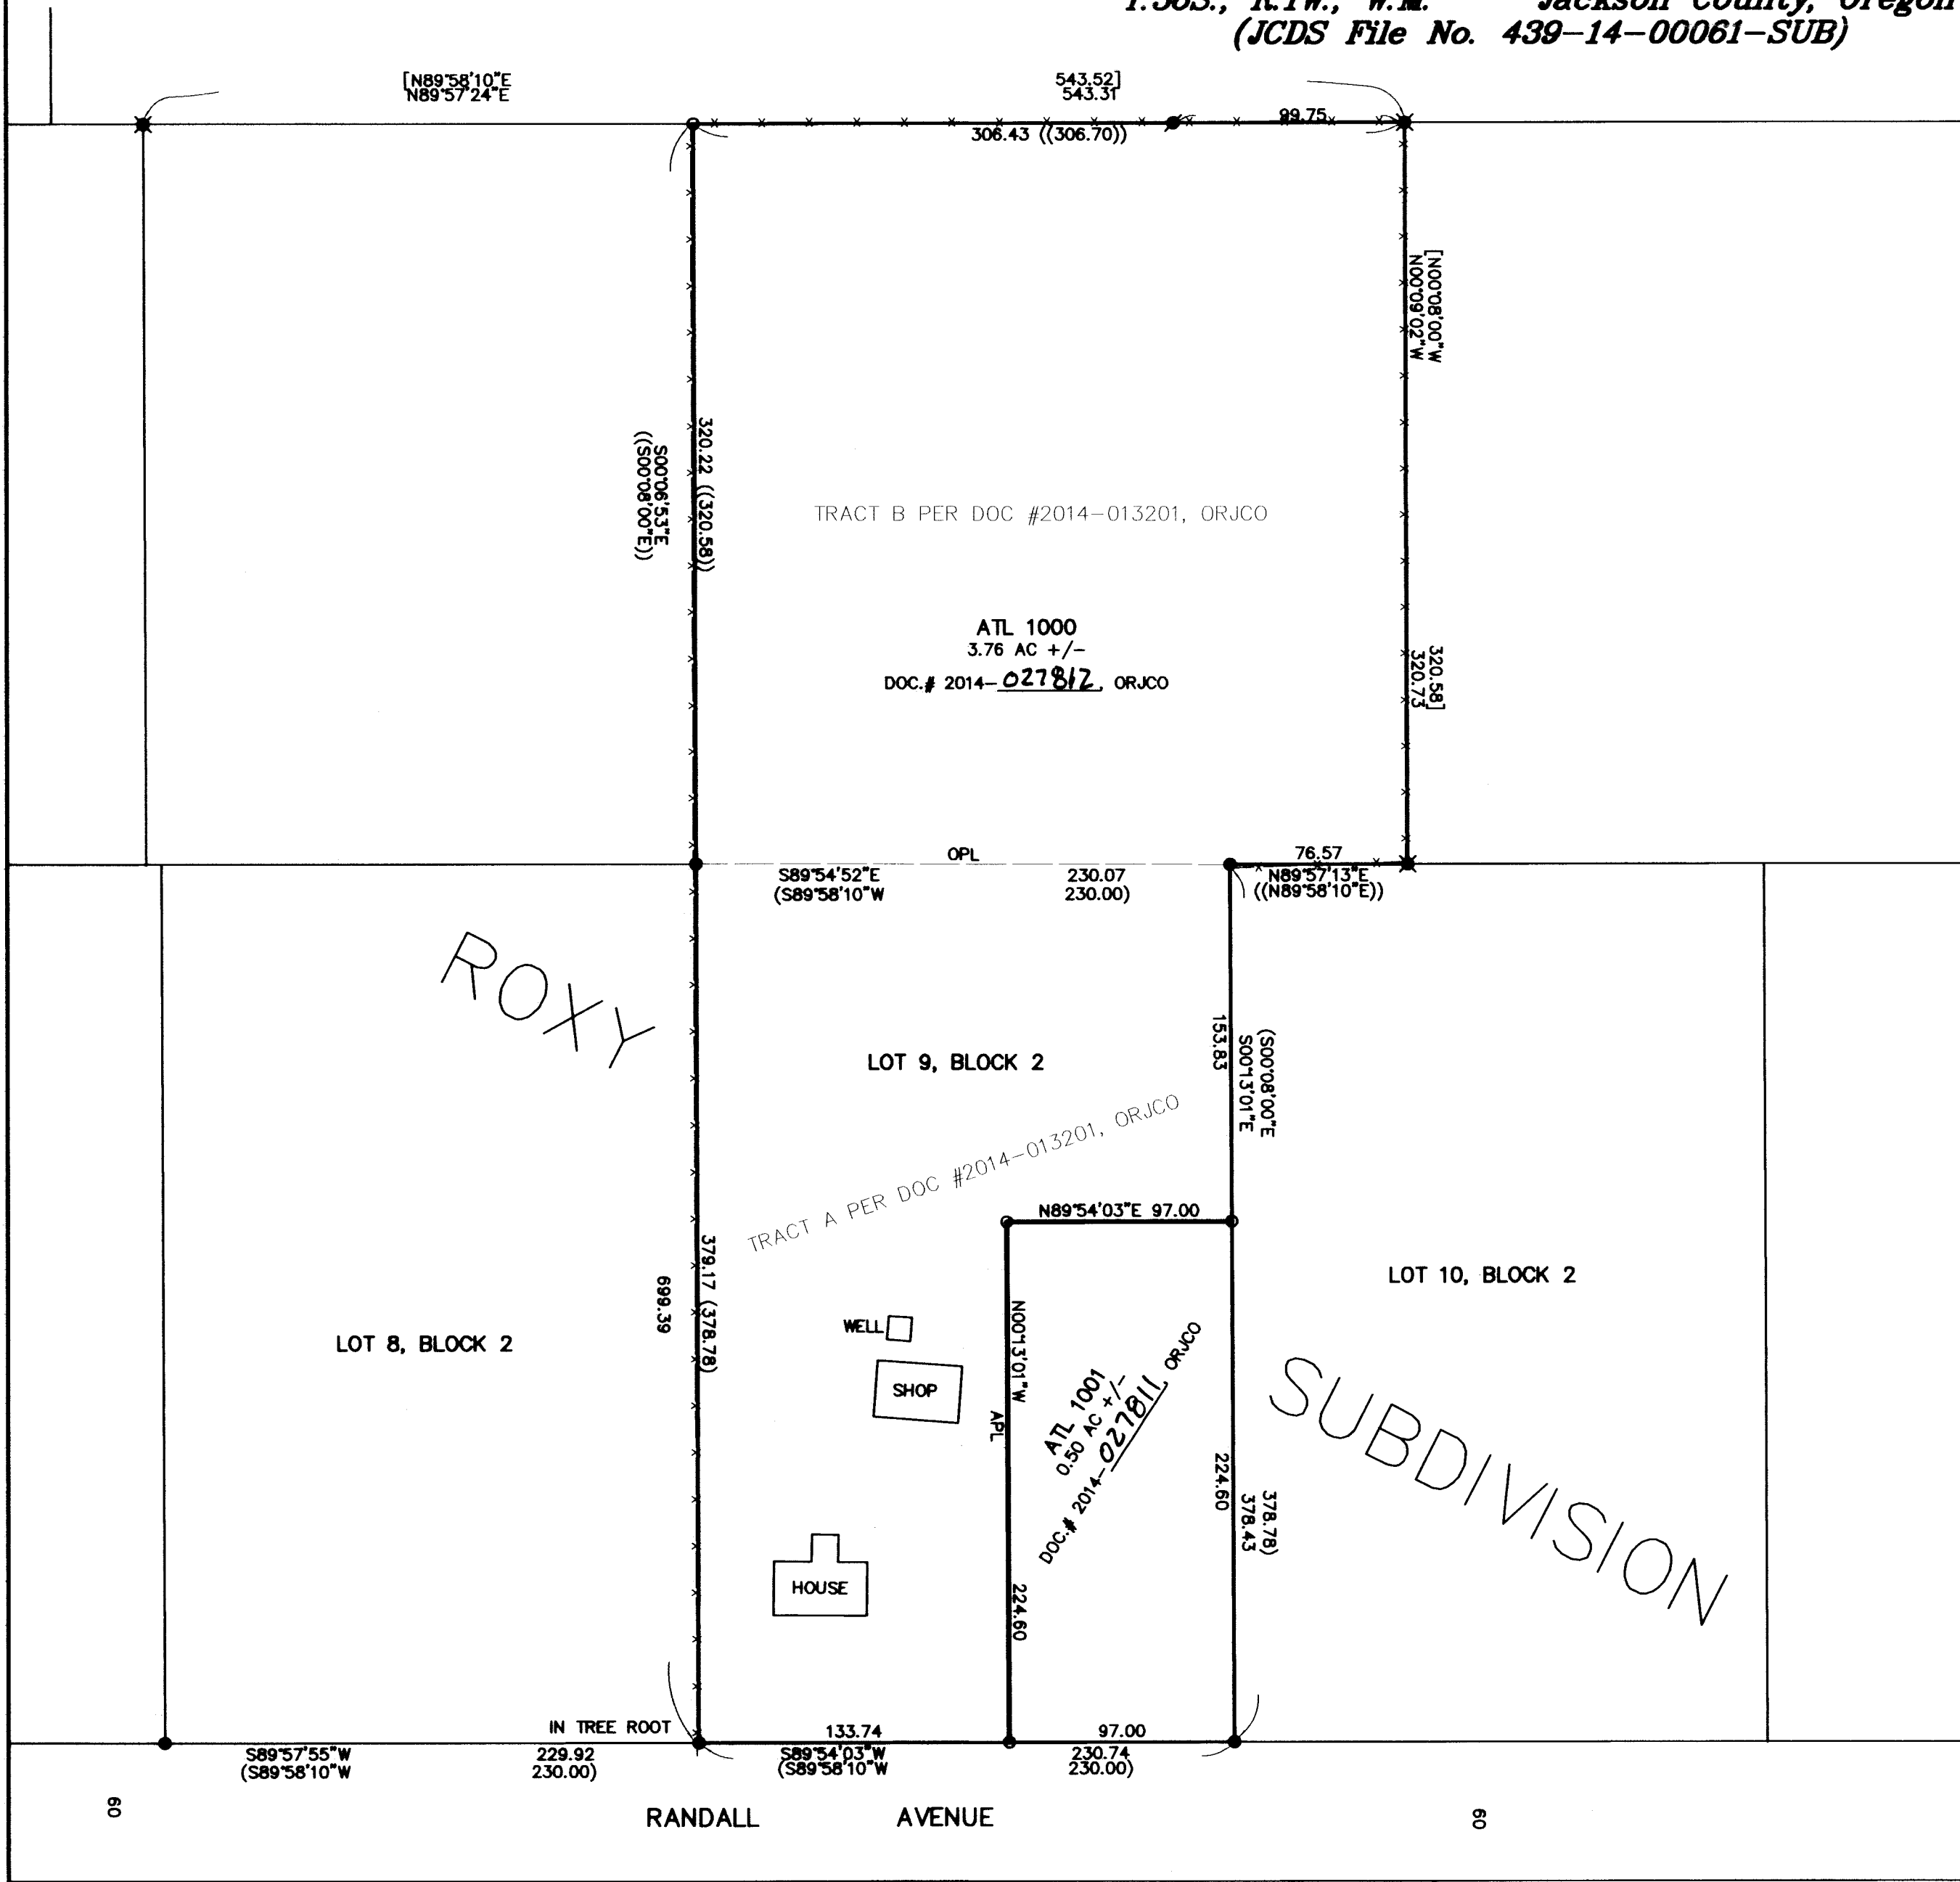 T.36S., R.1W., W.M. Jackson County, Oregon
(JCDS File No. 439-14-00061-SUB)
[N89°58'10"E 543.52]
N89°57'24"E 543.31
99.75
306.43 ((306.70))
[N00°08'00"W 320.58]
N00°09'02"W 320.73
320.22 ((320.58))
S00°06'53"E
((S00°08'00"E))
TRACT B PER DOC #2014-013201, ORJCO
ATL 1000
3.76 AC +/-
DOC.# 2014-027812, ORJCO
OPL
76.57
S89°54'52"E 230.07
(S89°58'10"W 230.00)
N89°57'13"E
((N89°58'10"E))
ROXY
153.83
(S00°08'00"E 378.78)
S00°13'01"E 378.43
LOT 9, BLOCK 2
TRACT A PER DOC #2014-013201, ORJCO
N89°54'03"E 97.00
379.17 (378.78)
699.39
LOT 10, BLOCK 2
LOT 8, BLOCK 2
WELL
SHOP
N00°13'01"W 224.60
APL
ATL 1001
0.50 AC +/-
DOC.# 2014-027811, ORJCO
224.60
SUBDIVISION
HOUSE
IN TREE ROOT
133.74
97.00
S89°57'55"W 229.92
(S89°58'10"W 230.00)
S89°54'03"W 230.74
(S89°58'10"W 230.00)
60
RANDALL AVENUE
60